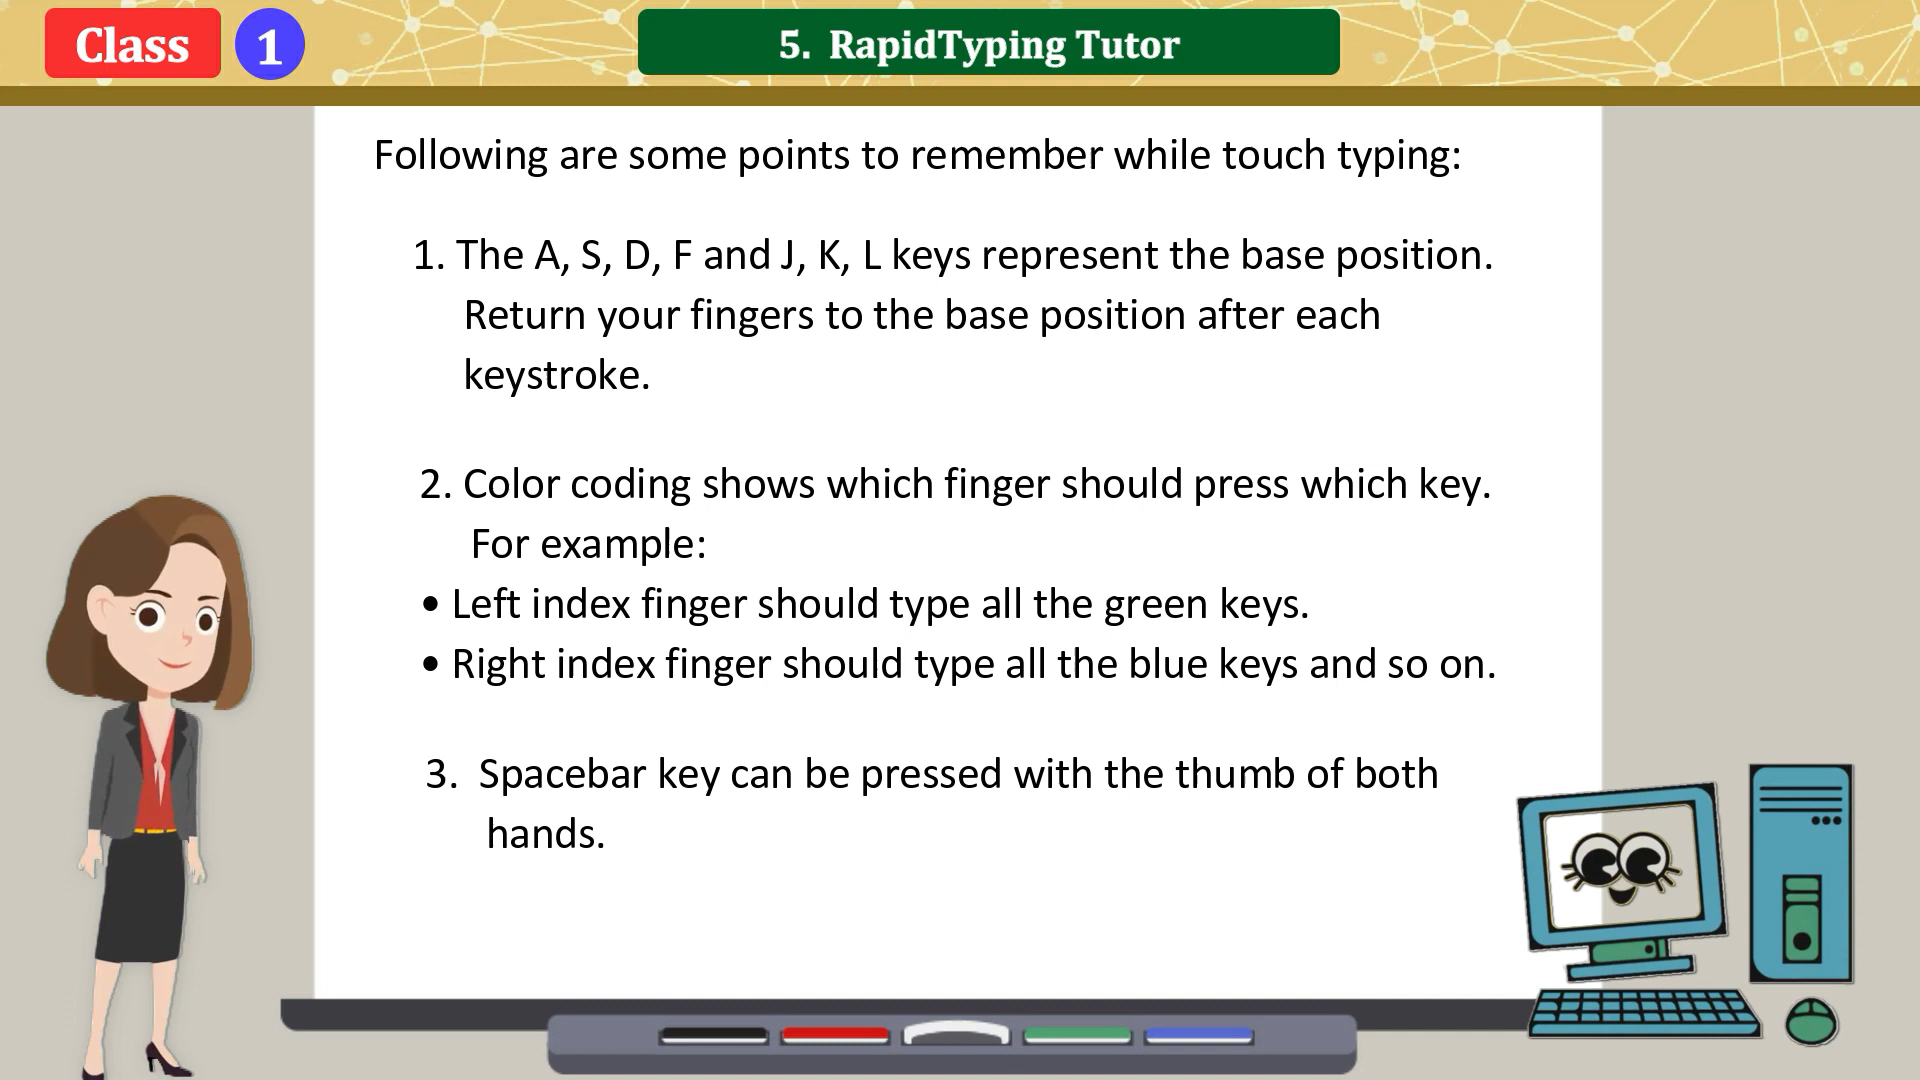 Class 1
5. RapidTyping Tutor
Following are some points to remember while touch typing:
1. The A, S, D, F and J, K, L keys represent the base position.
Return your fingers to the base position after each
keystroke.
2. Color coding shows which finger should press which key.
For example:
• Left index finger should type all the green keys.
• Right index finger should type all the blue keys and so on.
3. Spacebar key can be pressed with the thumb of both
hands.